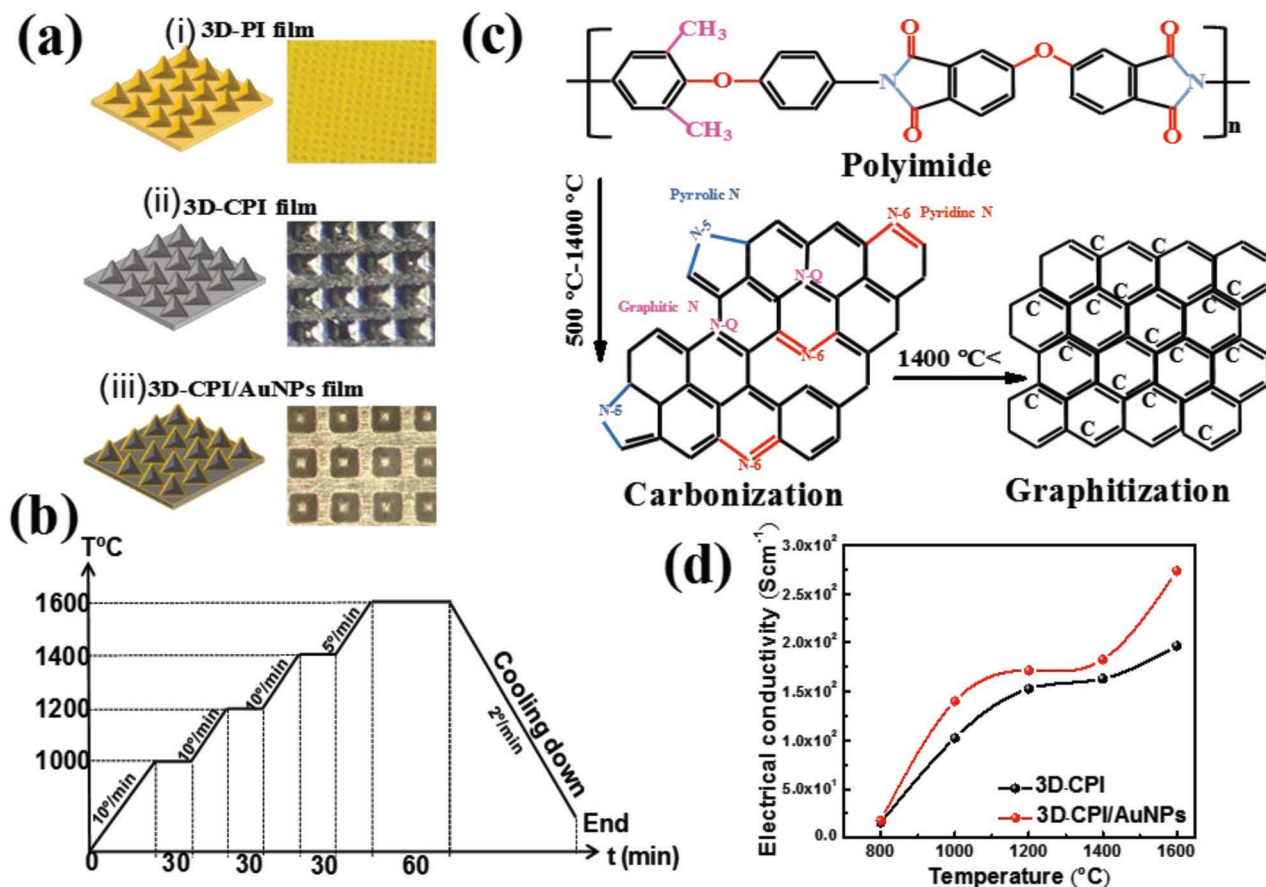 (a)
(i) 3D-PI film
(ii) 3D-CPI film
(iii) 3D-CPI/AuNPs film
(b)
T°C
1600
1400
1200
1000
10°/min
10°/min
10°/min
5°/min
Cooling down
2°/min
End
0 30 30 30 60 t (min)
(c)
CH3
CH3
O
N
O
O
O
O
O
N
n
Polyimide
500 °C-1400 °C
Pyrrolic N
N-5
N-6 Pyridine N
N-Q
Graphitic N
N-Q
N-6
N-5
N-6
Carbonization
1400 °C<
C C C
C C C
C C C
C C C
C C C
C C C
C C C
Graphitization
(d)
Electrical conductivity (Scm-1)
3.0x10²
2.5x10²
2.0x10²
1.5x10²
1.0x10²
5.0x10¹
0.0
3D-CPI
3D-CPI/AuNPs
800 1000 1200 1400 1600
Temperature (°C)